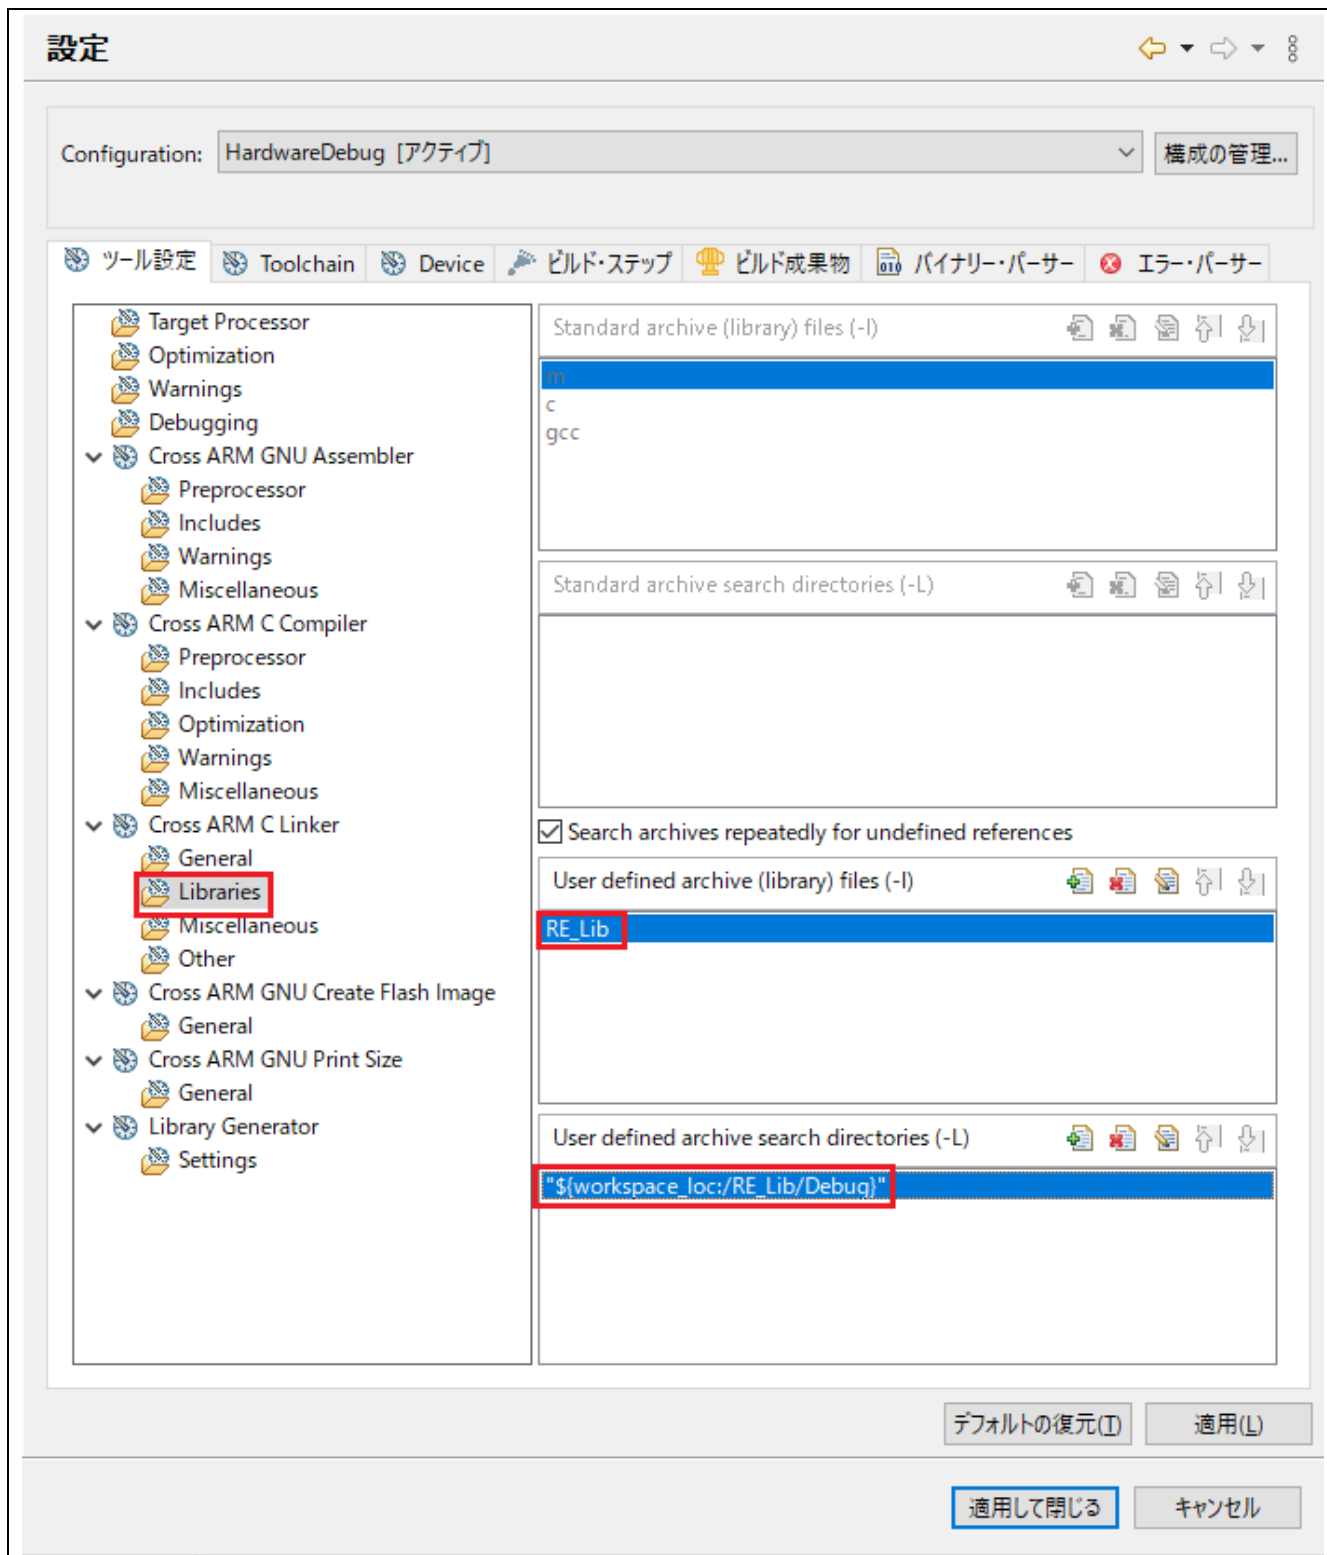 設定
Configuration:
HardwareDebug [アクティブ]
構成の管理...
ツール設定
Toolchain
Device
ビルド・ステップ
ビルド成果物
バイナリー・パーサー
エラー・パーサー
Target Processor
Optimization
Warnings
Debugging
Cross ARM GNU Assembler
Preprocessor
Includes
Warnings
Miscellaneous
Cross ARM C Compiler
Preprocessor
Includes
Optimization
Warnings
Miscellaneous
Cross ARM C Linker
General
Libraries
Miscellaneous
Other
Cross ARM GNU Create Flash Image
General
Cross ARM GNU Print Size
General
Library Generator
Settings
Standard archive (library) files (-l)
m
c
gcc
Standard archive search directories (-L)
Search archives repeatedly for undefined references
User defined archive (library) files (-l)
RE_Lib
User defined archive search directories (-L)
"${workspace_loc:/RE_Lib/Debug}"
デフォルトの復元(T)
適用(L)
適用して閉じる
キャンセル